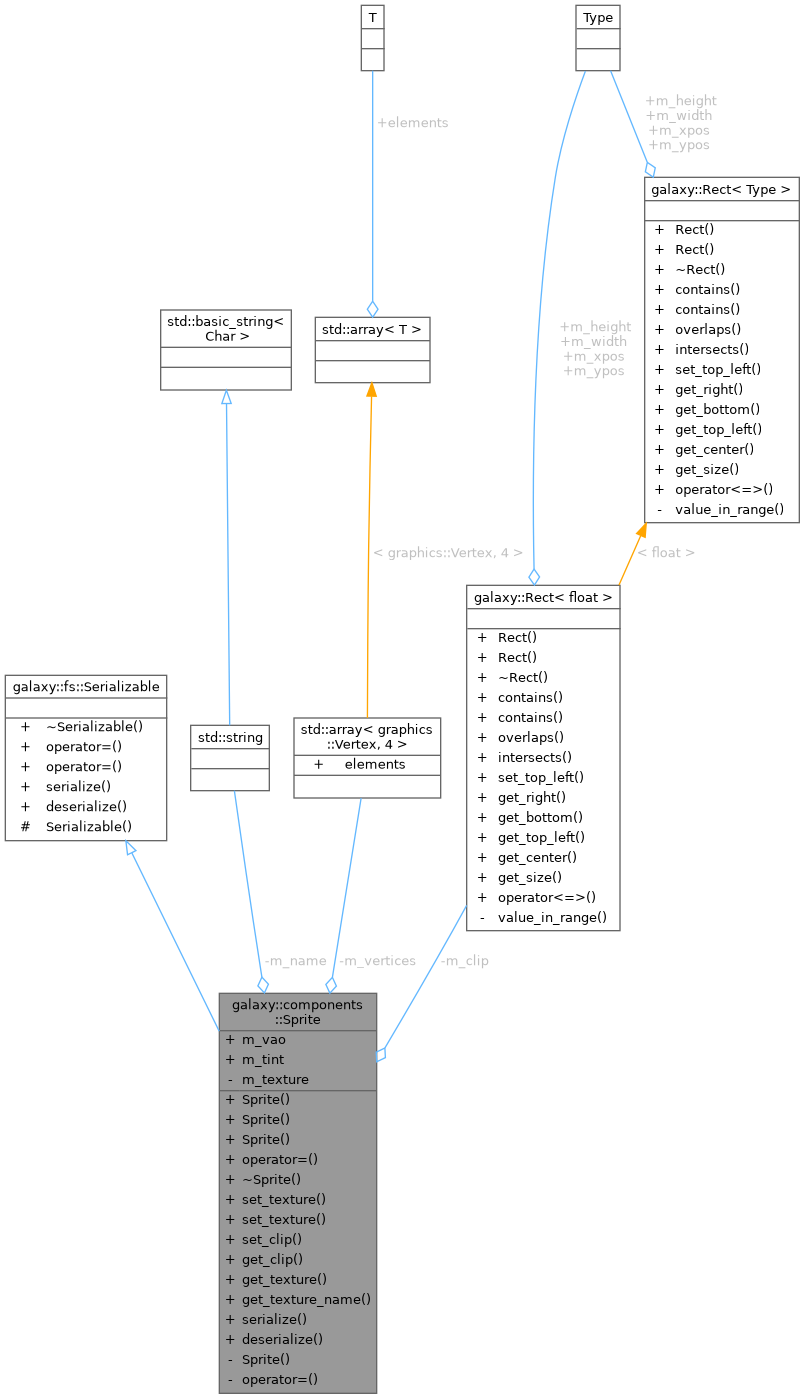 T
Type
+elements
+m_height
+m_width
+m_xpos
+m_ypos
galaxy::Rect< Type >
+ Rect()
+ Rect()
+ ~Rect()
+ contains()
+ contains()
+ overlaps()
+ intersects()
+ set_top_left()
+ get_right()
+ get_bottom()
+ get_top_left()
+ get_center()
+ get_size()
+ operator<=>()
- value_in_range()
std::basic_string<
Char >
std::array< T >
+m_height
+m_width
+m_xpos
+m_ypos
< graphics::Vertex, 4 >
< float >
galaxy::Rect< float >
+ Rect()
+ Rect()
+ ~Rect()
+ contains()
+ contains()
+ overlaps()
+ intersects()
+ set_top_left()
+ get_right()
+ get_bottom()
+ get_top_left()
+ get_center()
+ get_size()
+ operator<=>()
- value_in_range()
galaxy::fs::Serializable
+ ~Serializable()
+ operator=()
+ operator=()
+ serialize()
+ deserialize()
# Serializable()
std::string
std::array< graphics
::Vertex, 4 >
+ elements
-m_name
-m_vertices
-m_clip
galaxy::components
::Sprite
+ m_vao
+ m_tint
- m_texture
+ Sprite()
+ Sprite()
+ Sprite()
+ operator=()
+ ~Sprite()
+ set_texture()
+ set_texture()
+ set_clip()
+ get_clip()
+ get_texture()
+ get_texture_name()
+ serialize()
+ deserialize()
- Sprite()
- operator=()